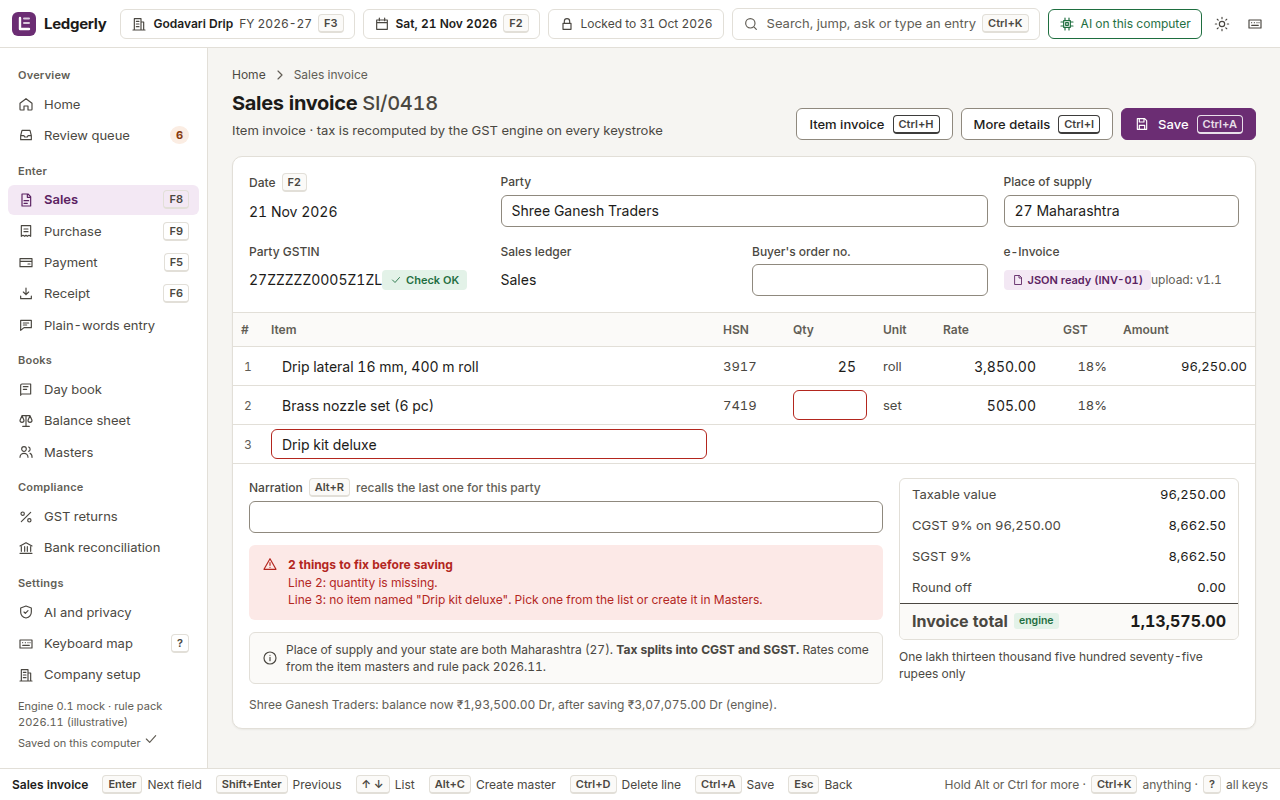 Ledgerly
Godavari Drip FY 2026-27 F3
Sat, 21 Nov 2026 F2
Locked to 31 Oct 2026
Search, jump, ask or type an entry Ctrl+K
AI on this computer
Overview
Home
Review queue 6
Enter
Sales F8
Purchase F9
Payment F5
Receipt F6
Plain-words entry
Books
Day book
Balance sheet
Masters
Compliance
GST returns
Bank reconciliation
Settings
AI and privacy
Keyboard map ?
Company setup
Engine 0.1 mock · rule pack
2026.11 (illustrative)
Saved on this computer
Home Sales invoice
Sales invoice SI/0418
Item invoice · tax is recomputed by the GST engine on every keystroke
Item invoice Ctrl+H
More details Ctrl+I
Save Ctrl+A
Date F2
21 Nov 2026
Party
Shree Ganesh Traders
Place of supply
27 Maharashtra
Party GSTIN
27ZZZZZ0005Z1ZL Check OK
Sales ledger
Sales
Buyer's order no.
e-Invoice
JSON ready (INV-01) upload: v1.1
# Item HSN Qty Unit Rate GST Amount
1 Drip lateral 16 mm, 400 m roll 3917 25 roll 3,850.00 18% 96,250.00
2 Brass nozzle set (6 pc) 7419 set 505.00 18%
3 Drip kit deluxe
Narration Alt+R recalls the last one for this party
2 things to fix before saving
Line 2: quantity is missing.
Line 3: no item named "Drip kit deluxe". Pick one from the list or create it in Masters.
Place of supply and your state are both Maharashtra (27). Tax splits into CGST and SGST. Rates come
from the item masters and rule pack 2026.11.
Shree Ganesh Traders: balance now ₹1,93,500.00 Dr, after saving ₹3,07,075.00 Dr (engine).
Taxable value 96,250.00
CGST 9% on 96,250.00 8,662.50
SGST 9% 8,662.50
Round off 0.00
Invoice total engine 1,13,575.00
One lakh thirteen thousand five hundred seventy-five
rupees only
Sales invoice Enter Next field Shift+Enter Previous ↑↓ List Alt+C Create master Ctrl+D Delete line Ctrl+A Save Esc Back
Hold Alt or Ctrl for more · Ctrl+K anything · ? all keys